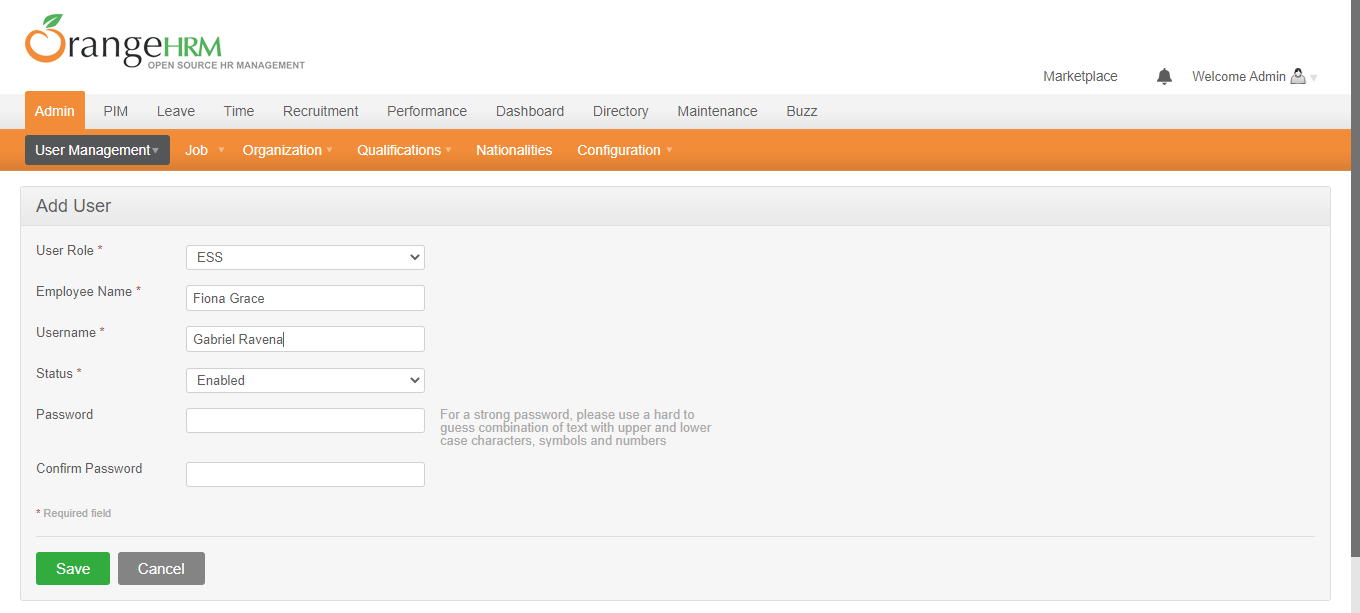 OrangeHRM
OPEN SOURCE HR MANAGEMENT
Marketplace Welcome Admin
Admin PIM Leave Time Recruitment Performance Dashboard Directory Maintenance Buzz
User Management Job Organization Qualifications Nationalities Configuration
Add User
User Role * ESS
Employee Name * Fiona Grace
Username * Gabriel Ravena
Status * Enabled
Password
For a strong password, please use a hard to
guess combination of text with upper and lower
case characters, symbols and numbers
Confirm Password
* Required field
Save Cancel